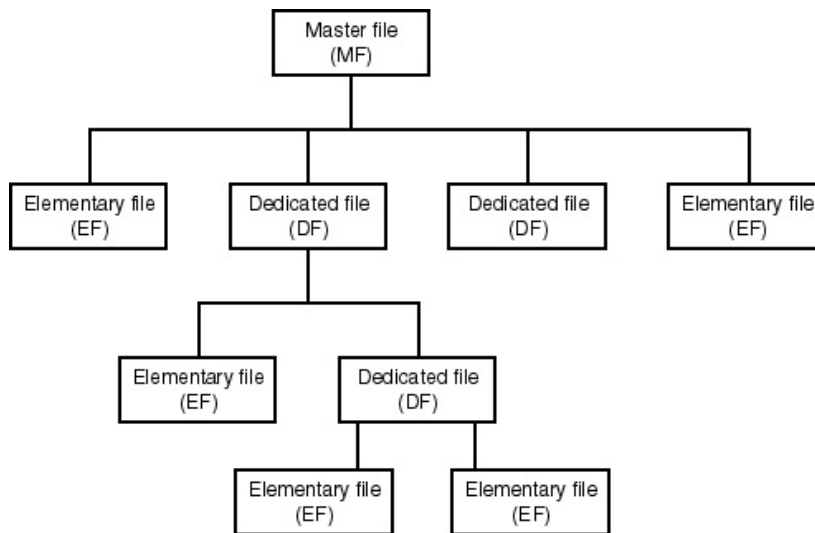 Master file
(MF)
Elementary file
(EF)
Dedicated file
(DF)
Dedicated file
(DF)
Elementary file
(EF)
Elementary file
(EF)
Dedicated file
(DF)
Elementary file
(EF)
Elementary file
(EF)